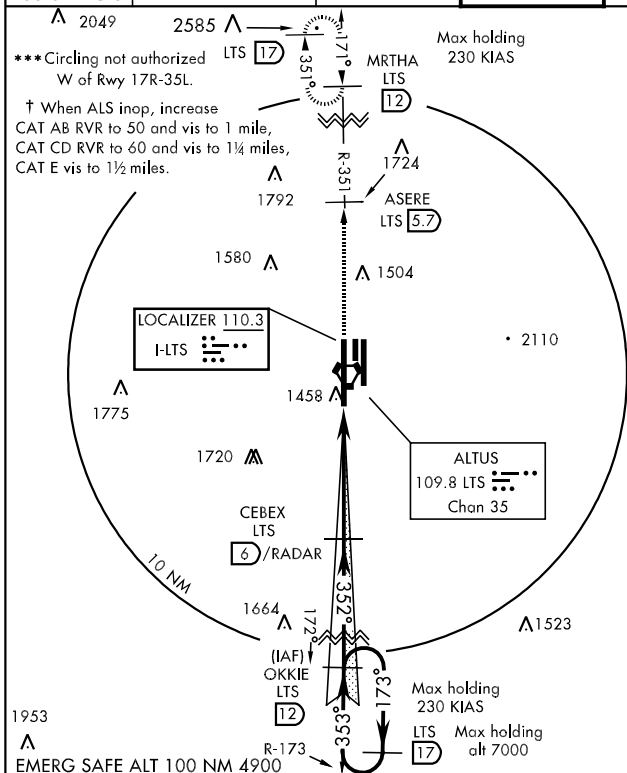 2049
2585
LTS 17
171°
351°
Max holding
230 KIAS
***Circling not authorized
W of Rwy 17R-35L.
MRTHA
LTS
12
† When ALS inop, increase
CAT AB RVR to 50 and vis to 1 mile,
CAT CD RVR to 60 and vis to 1¼ miles,
CAT E vis to 1½ miles.
R-351
1724
1792
ASERE
LTS 5.7
1580
1504
LOCALIZER 110.3
I-LTS
2110
1775
1458
1720
ALTUS
109.8 LTS
Chan 35
CEBEX
LTS
6 /RADAR
10 NM
352°
1664
172°
1523
(IAF)
OKKIE
LTS
12
353°
173°
Max holding
230 KIAS
1953
R-173
LTS
17
Max holding
alt 7000
EMERG SAFE ALT 100 NM 4900